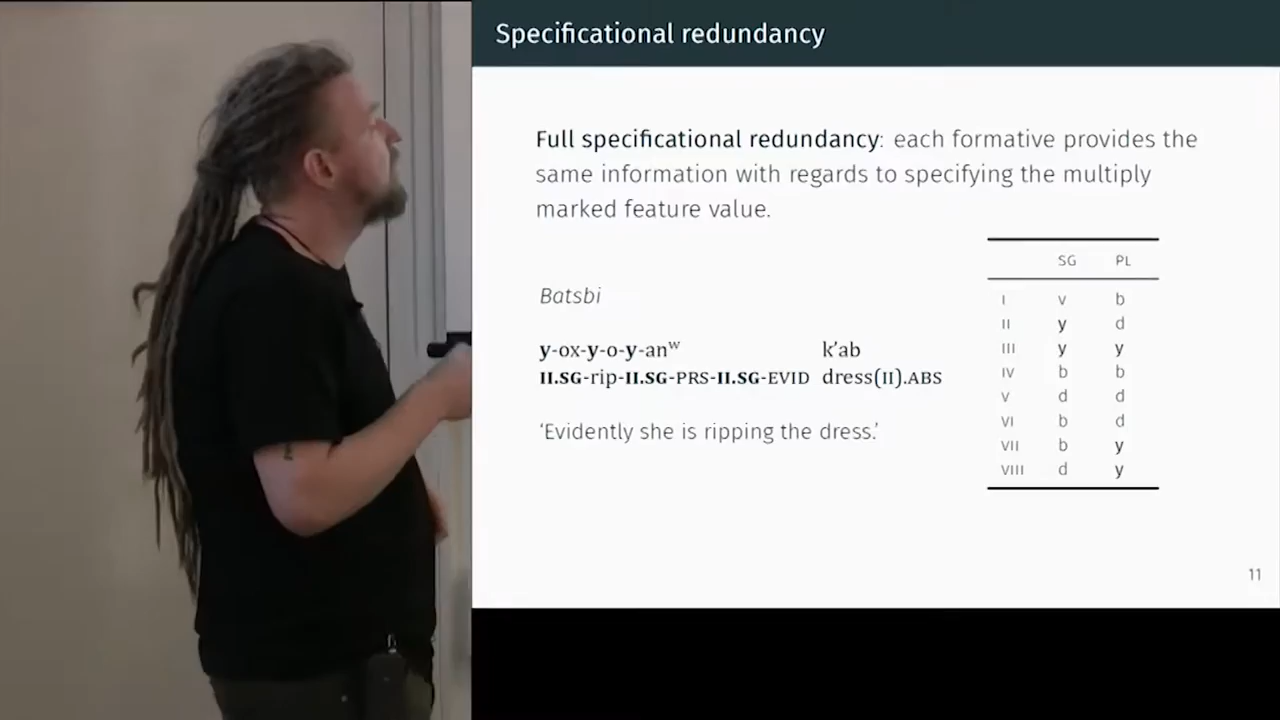 Specificational redundancy
Full specificational redundancy: each formative provides the
same information with regards to specifying the multiply
marked feature value.
Batsbi
y-ox-y-o-y-anʷ k’ab
II.SG-rip-II.SG-PRS-II.SG-EVID dress(II).ABS
‘Evidently she is ripping the dress.’
SG PL
I v b
II y d
III y y
IV b b
V d d
VI b d
VII b y
VIII d y
11